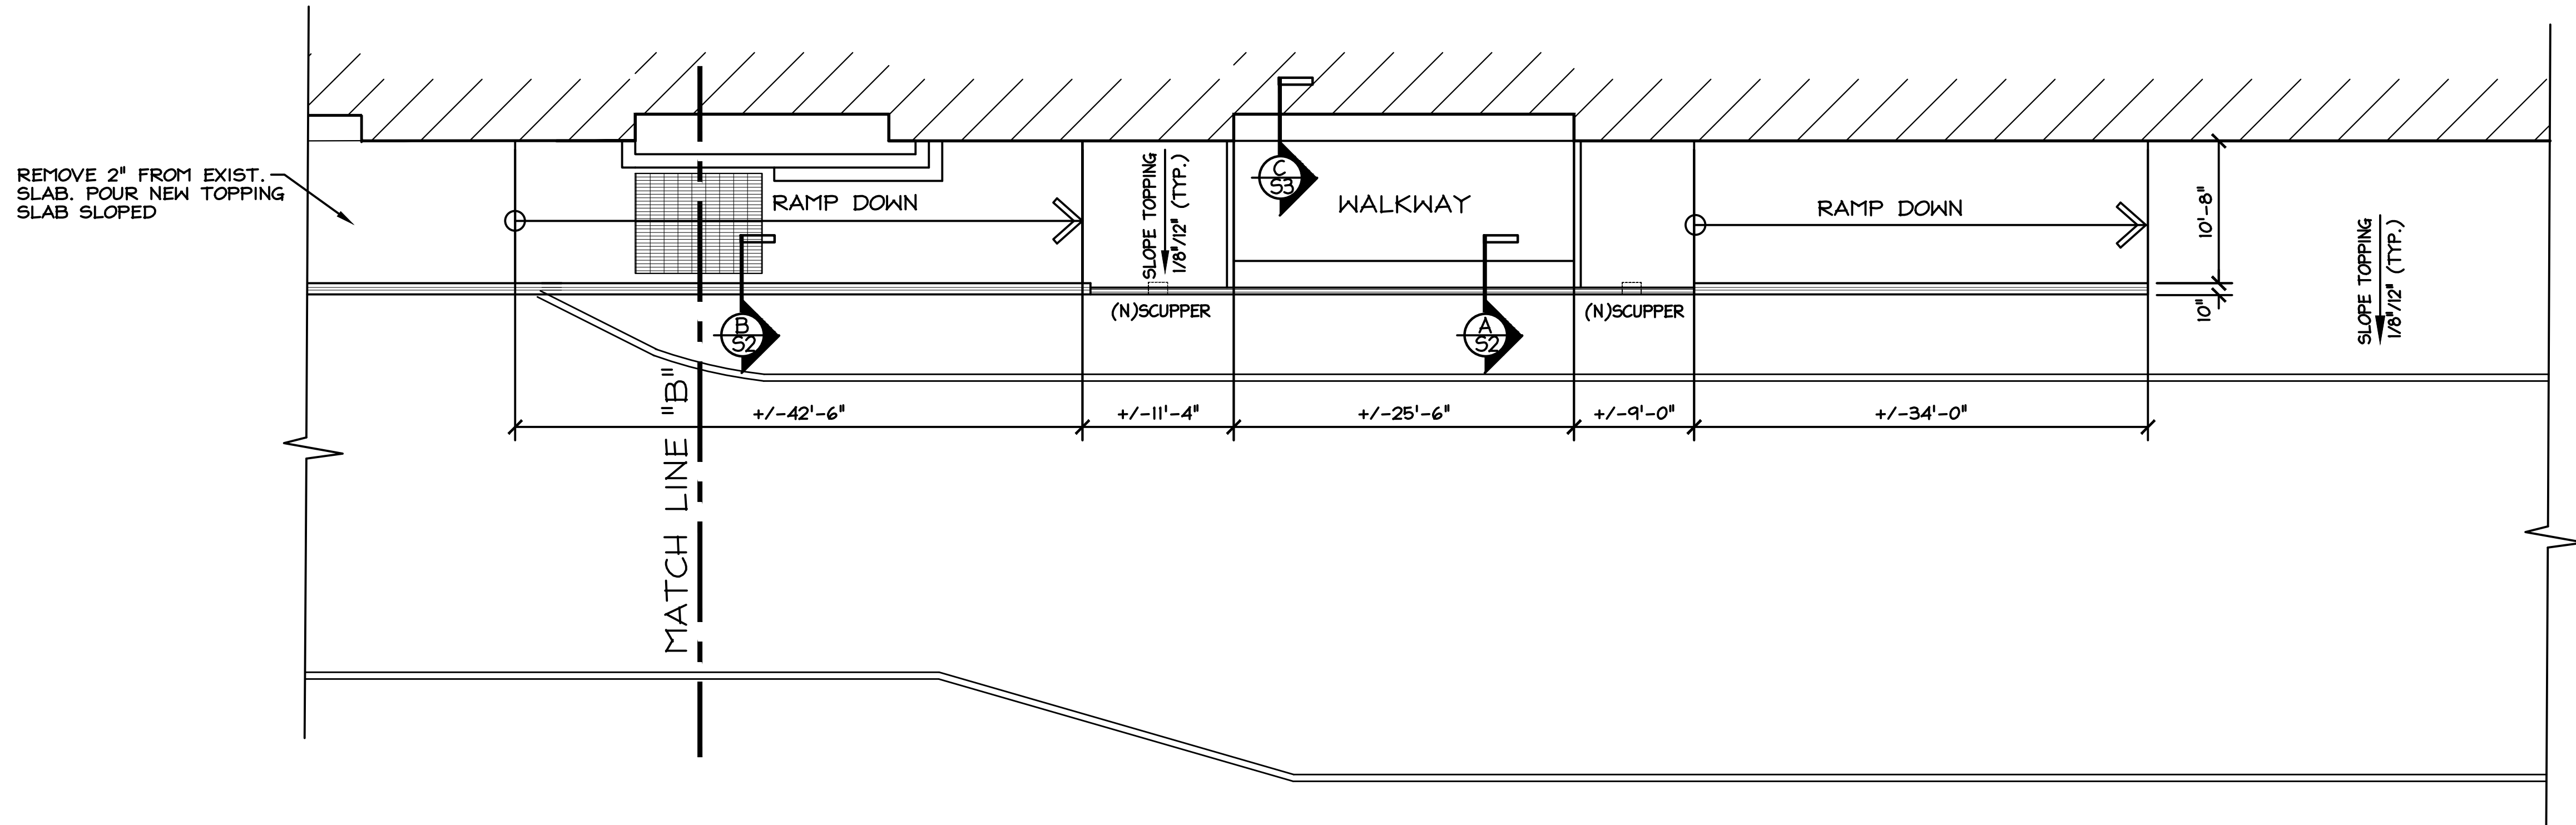 REMOVE 2" FROM EXIST.
SLAB. POUR NEW TOPPING
SLAB SLOPED
RAMP DOWN
SLOPE TOPPING
1/8"/12" (TYP.)
C
S3
WALKWAY
RAMP DOWN
10'-8"
10"
SLOPE TOPPING
1/8"/12" (TYP.)
(N)SCUPPER
(N)SCUPPER
B
S2
A
S2
MATCH LINE "B"
+/-42'-6"
+/-11'-4"
+/-25'-6"
+/-9'-0"
+/-34'-0"